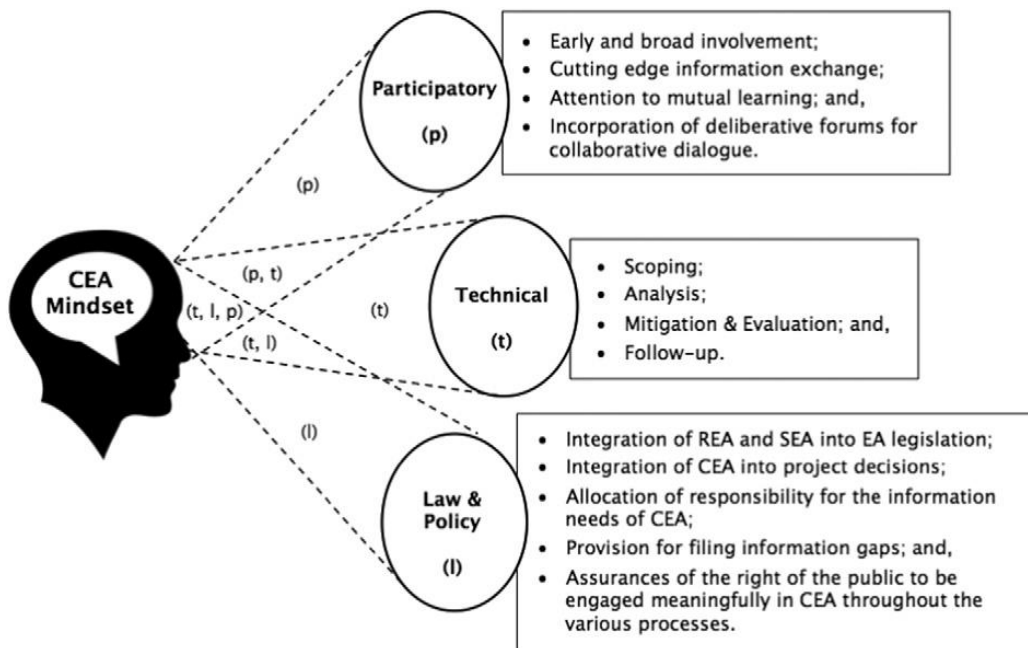 CEA
Mindset
(p)
(p, t)
(t, l, p)
(t, l)
(t)
(l)
Participatory
(p)
• Early and broad involvement;
• Cutting edge information exchange;
• Attention to mutual learning; and,
• Incorporation of deliberative forums for
collaborative dialogue.
Technical
(t)
• Scoping;
• Analysis;
• Mitigation & Evaluation; and,
• Follow-up.
Law &
Policy
(l)
• Integration of REA and SEA into EA legislation;
• Integration of CEA into project decisions;
• Allocation of responsibility for the information
needs of CEA;
• Provision for filing information gaps; and,
• Assurances of the right of the public to be
engaged meaningfully in CEA throughout the
various processes.